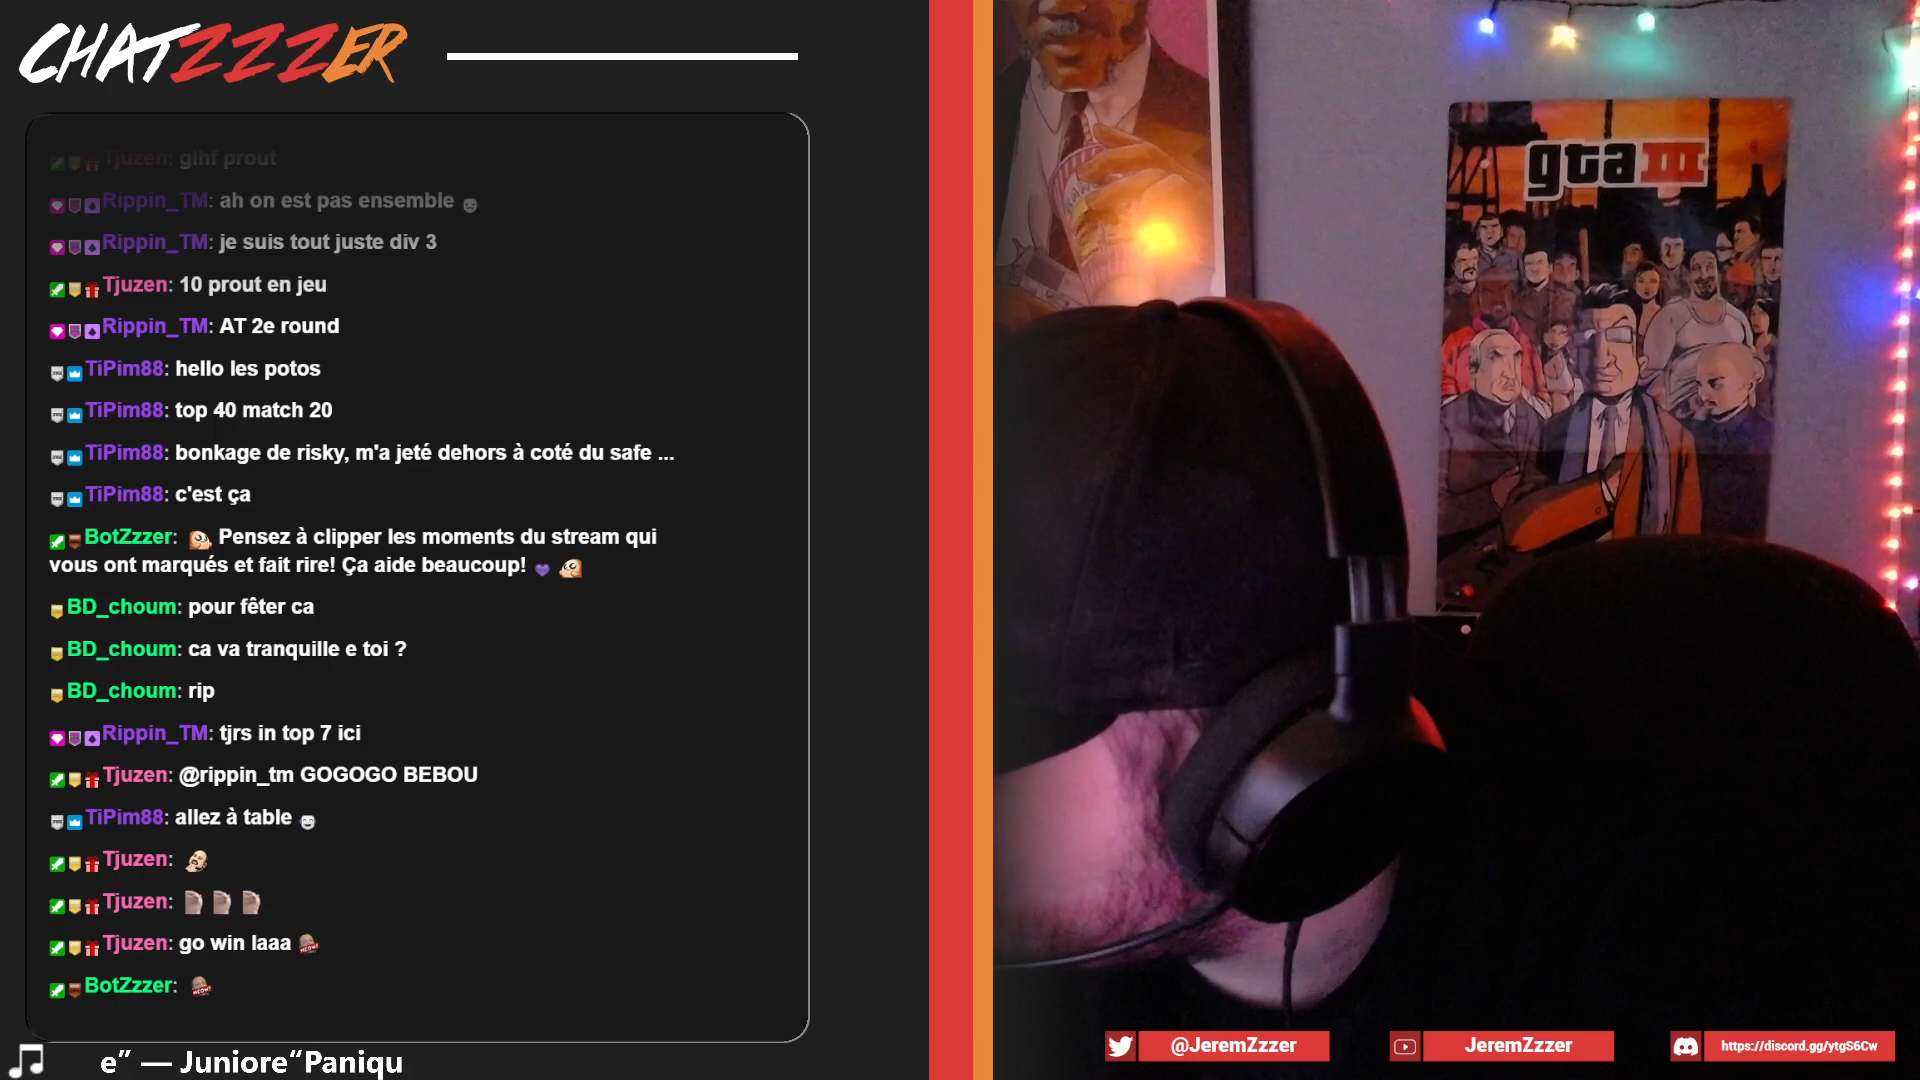 CHATZZZER
Tjuzen: glhf prout
Rippin_TM: ah on est pas ensemble
Rippin_TM: je suis tout juste div 3
Tjuzen: 10 prout en jeu
Rippin_TM: AT 2e round
TiPim88: hello les potos
TiPim88: top 40 match 20
TiPim88: bonkage de risky, m'a jeté dehors à coté du safe ...
TiPim88: c'est ça
BotZzzer: Pensez à clipper les moments du stream qui
vous ont marqués et fait rire! Ça aide beaucoup!
BD_choum: pour fêter ca
BD_choum: ca va tranquille e toi ?
BD_choum: rip
Rippin_TM: tjrs in top 7 ici
Tjuzen: @rippin_tm GOGOGO BEBOU
TiPim88: allez à table
Tjuzen:
Tjuzen:
Tjuzen: go win laaa
BotZzzer:
e” — Juniore“Paniqu
gta III
@JeremZzzer
JeremZzzer
https://discord.gg/ytgS6Cw